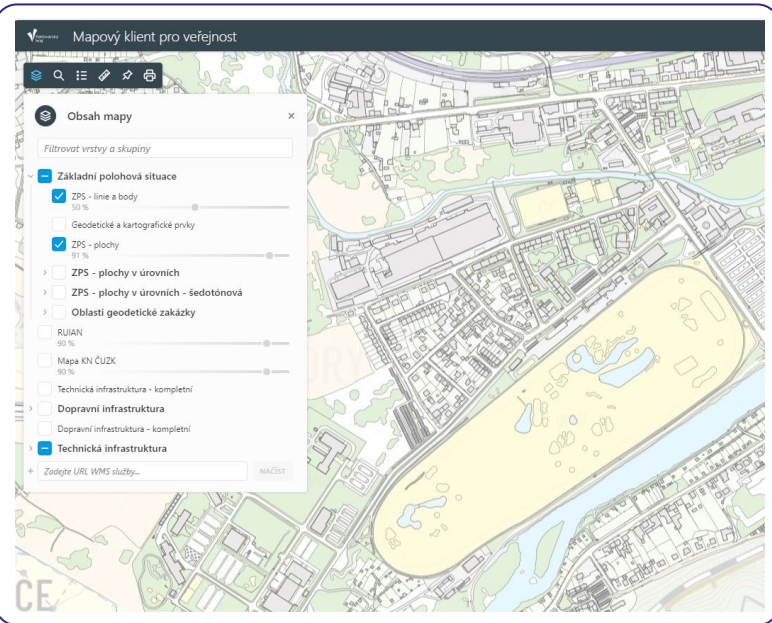 Mapový klient pro veřejnost
Obsah mapy
×
Filtrovat vrstvy a skupiny
Základní polohová situace
ZPS - linie a body
50 %
Geodetické a kartografické prvky
ZPS - plochy
91 %
ZPS - plochy v úrovních
ZPS - plochy v úrovních - šedotónová
Oblasti geodetické zakázky
RUIAN
90 %
Mapa KN ČUZK
90 %
Technická infrastruktura - kompletní
Dopravní infrastruktura
Dopravní infrastruktura - kompletní
Technická infrastruktura
+ Zadejte URL WMS služby... NAČÍST